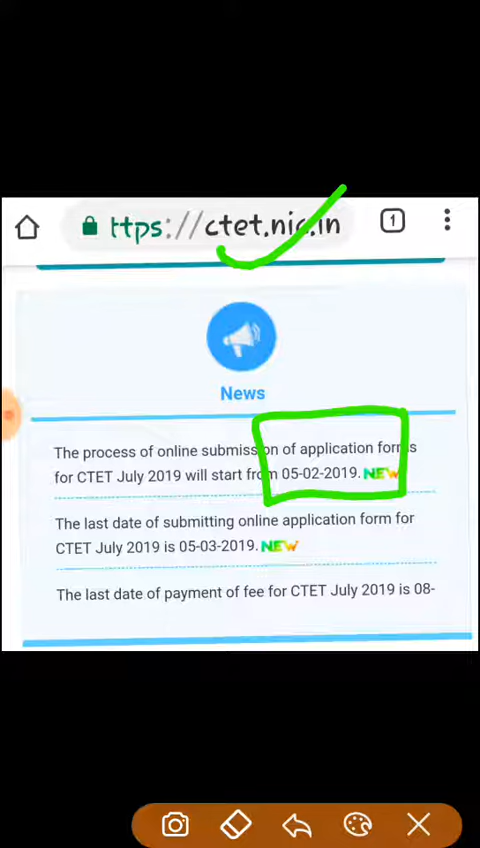 ttps://ctet.nic.in
1
News
The process of online submission of application forms
for CTET July 2019 will start from 05-02-2019. NEW
The last date of submitting online application form for
CTET July 2019 is 05-03-2019. NEW
The last date of payment of fee for CTET July 2019 is 08-